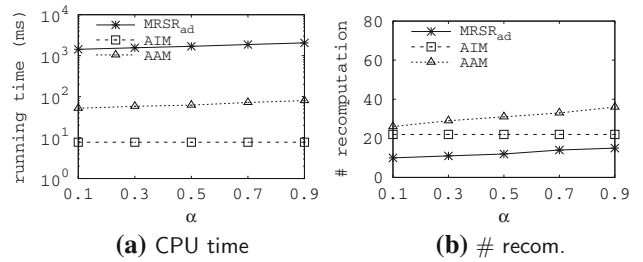 running time (ms)
10^4
10^3
10^2
10^1
10^0
MRSR_ad
AIM
AAM
0.1 0.3 0.5 0.7 0.9
α
(a) CPU time
# recomputation
80
60
40
20
0
MRSR_ad
AIM
AAM
0.1 0.3 0.5 0.7 0.9
α
(b) # recom.